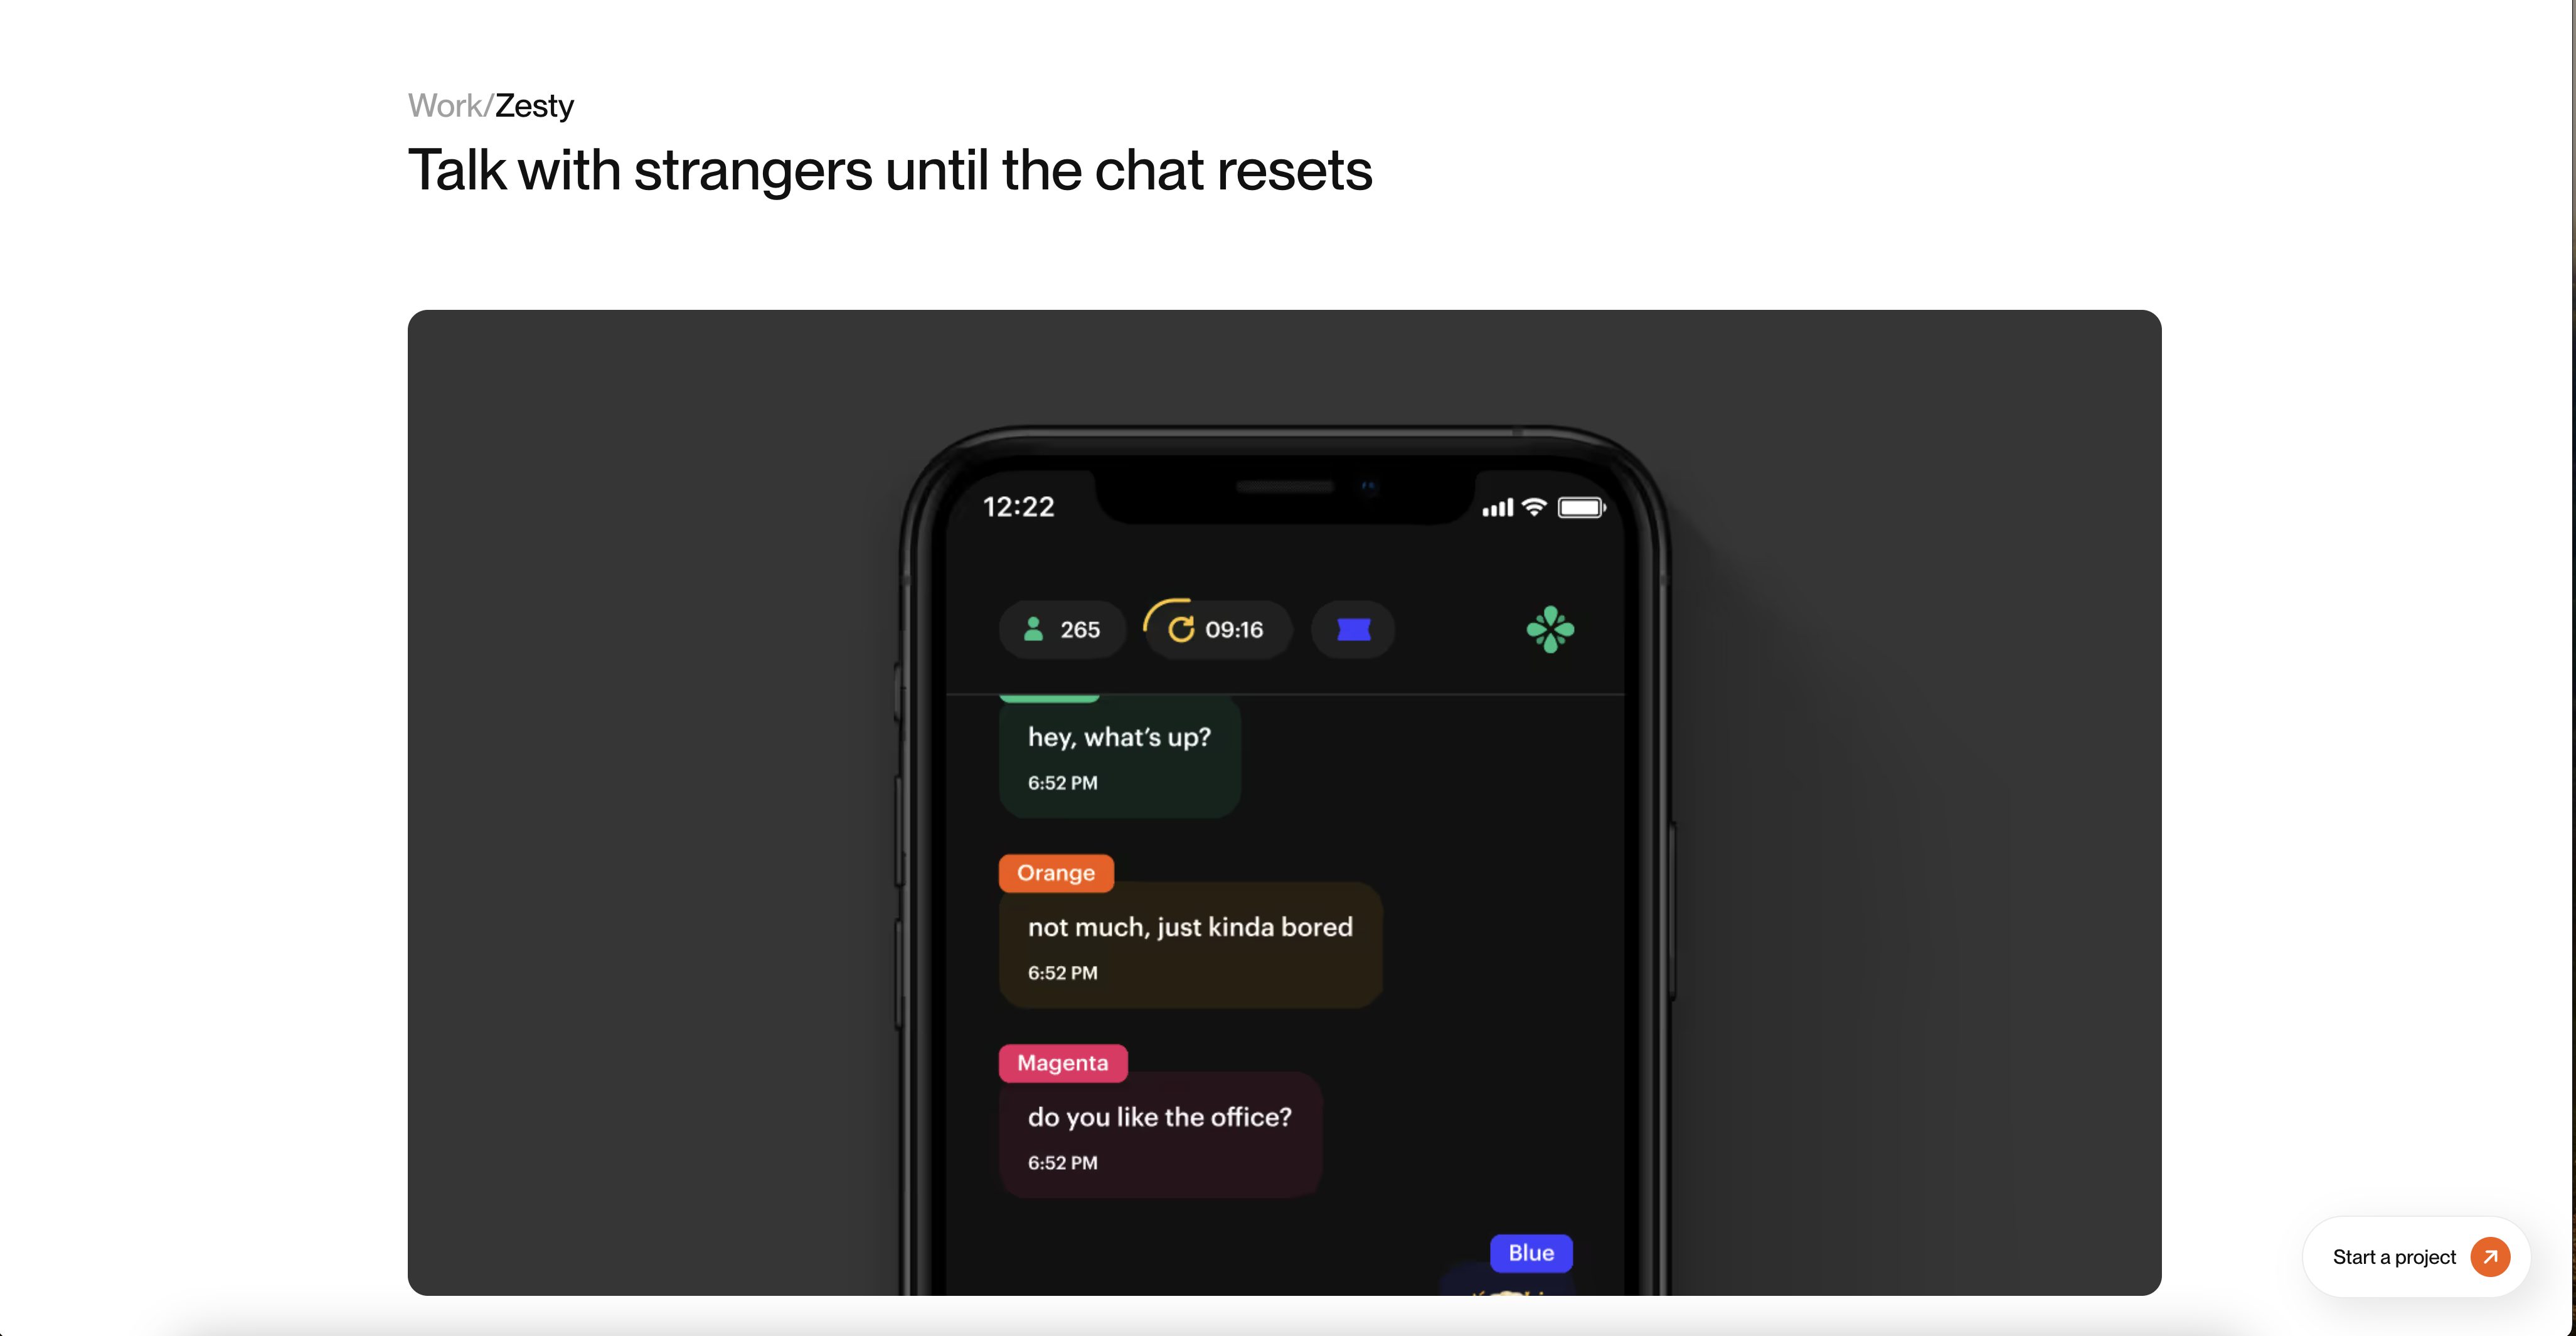 Work/Zesty
Talk with strangers until the chat resets
12:22
265
09:16
hey, what's up?
6:52 PM
Orange
not much, just kinda bored
6:52 PM
Magenta
do you like the office?
6:52 PM
Blue
Start a project